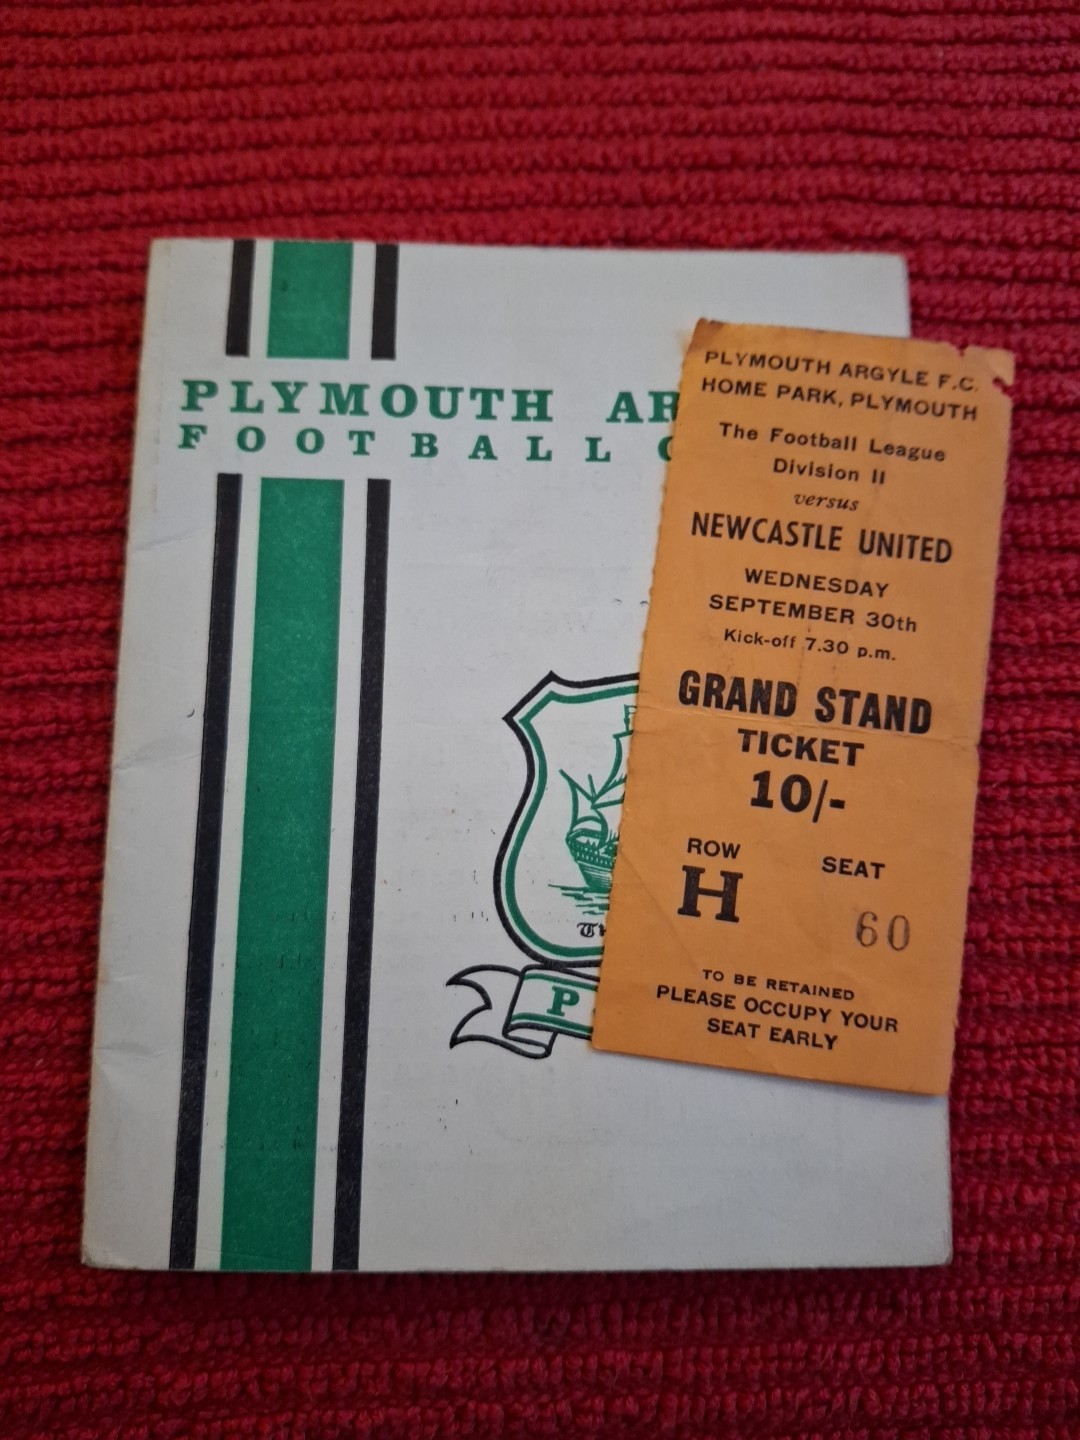 PLYMOUTH AR
FOOTBALL C
Th
P
PLYMOUTH ARGYLE F.C.
HOME PARK, PLYMOUTH
The Football League
Division II
versus
NEWCASTLE UNITED
WEDNESDAY
SEPTEMBER 30th
Kick-off 7.30 p.m.
GRAND STAND
TICKET
10/-
ROW SEAT
H 60
TO BE RETAINED
PLEASE OCCUPY YOUR
SEAT EARLY